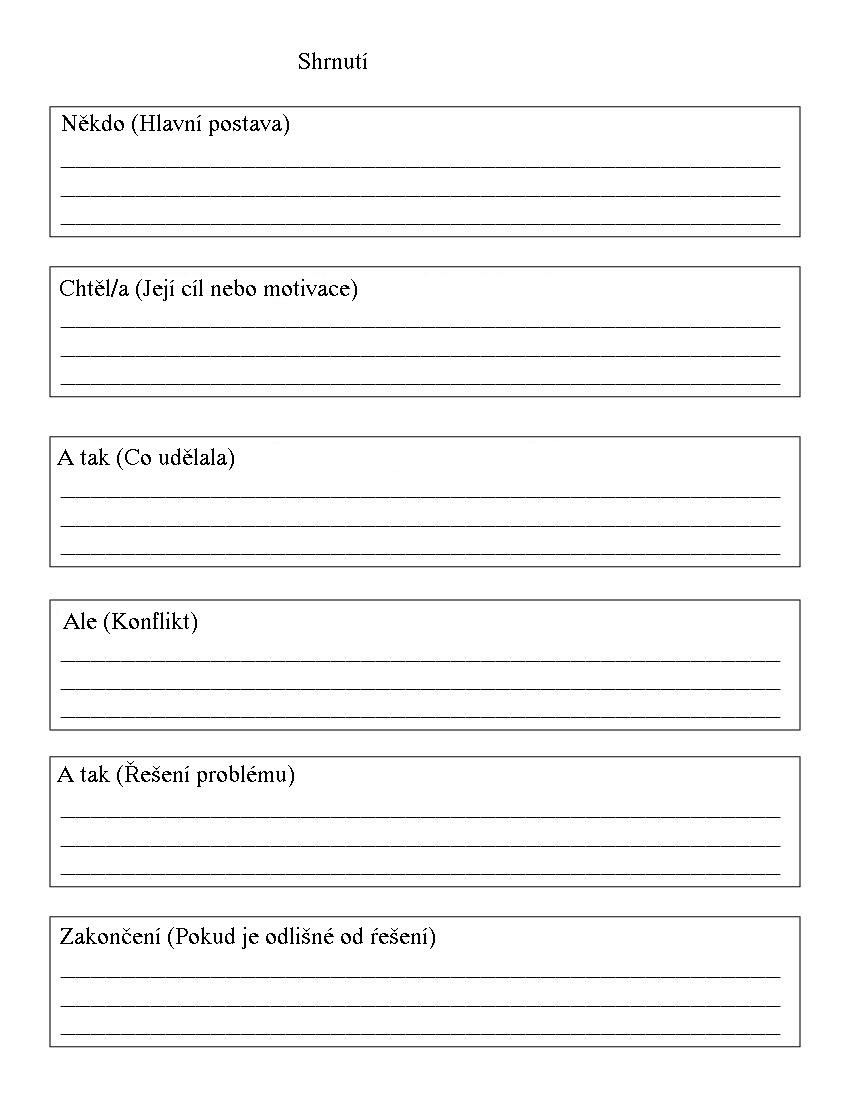 Shrnutí
Někdo (Hlavní postava)
Chtěl/a (Její cíl nebo motivace)
A tak (Co udělala)
Ale (Konflikt)
A tak (Řešení problému)
Zakončení (Pokud je odlišné od ŕešení)